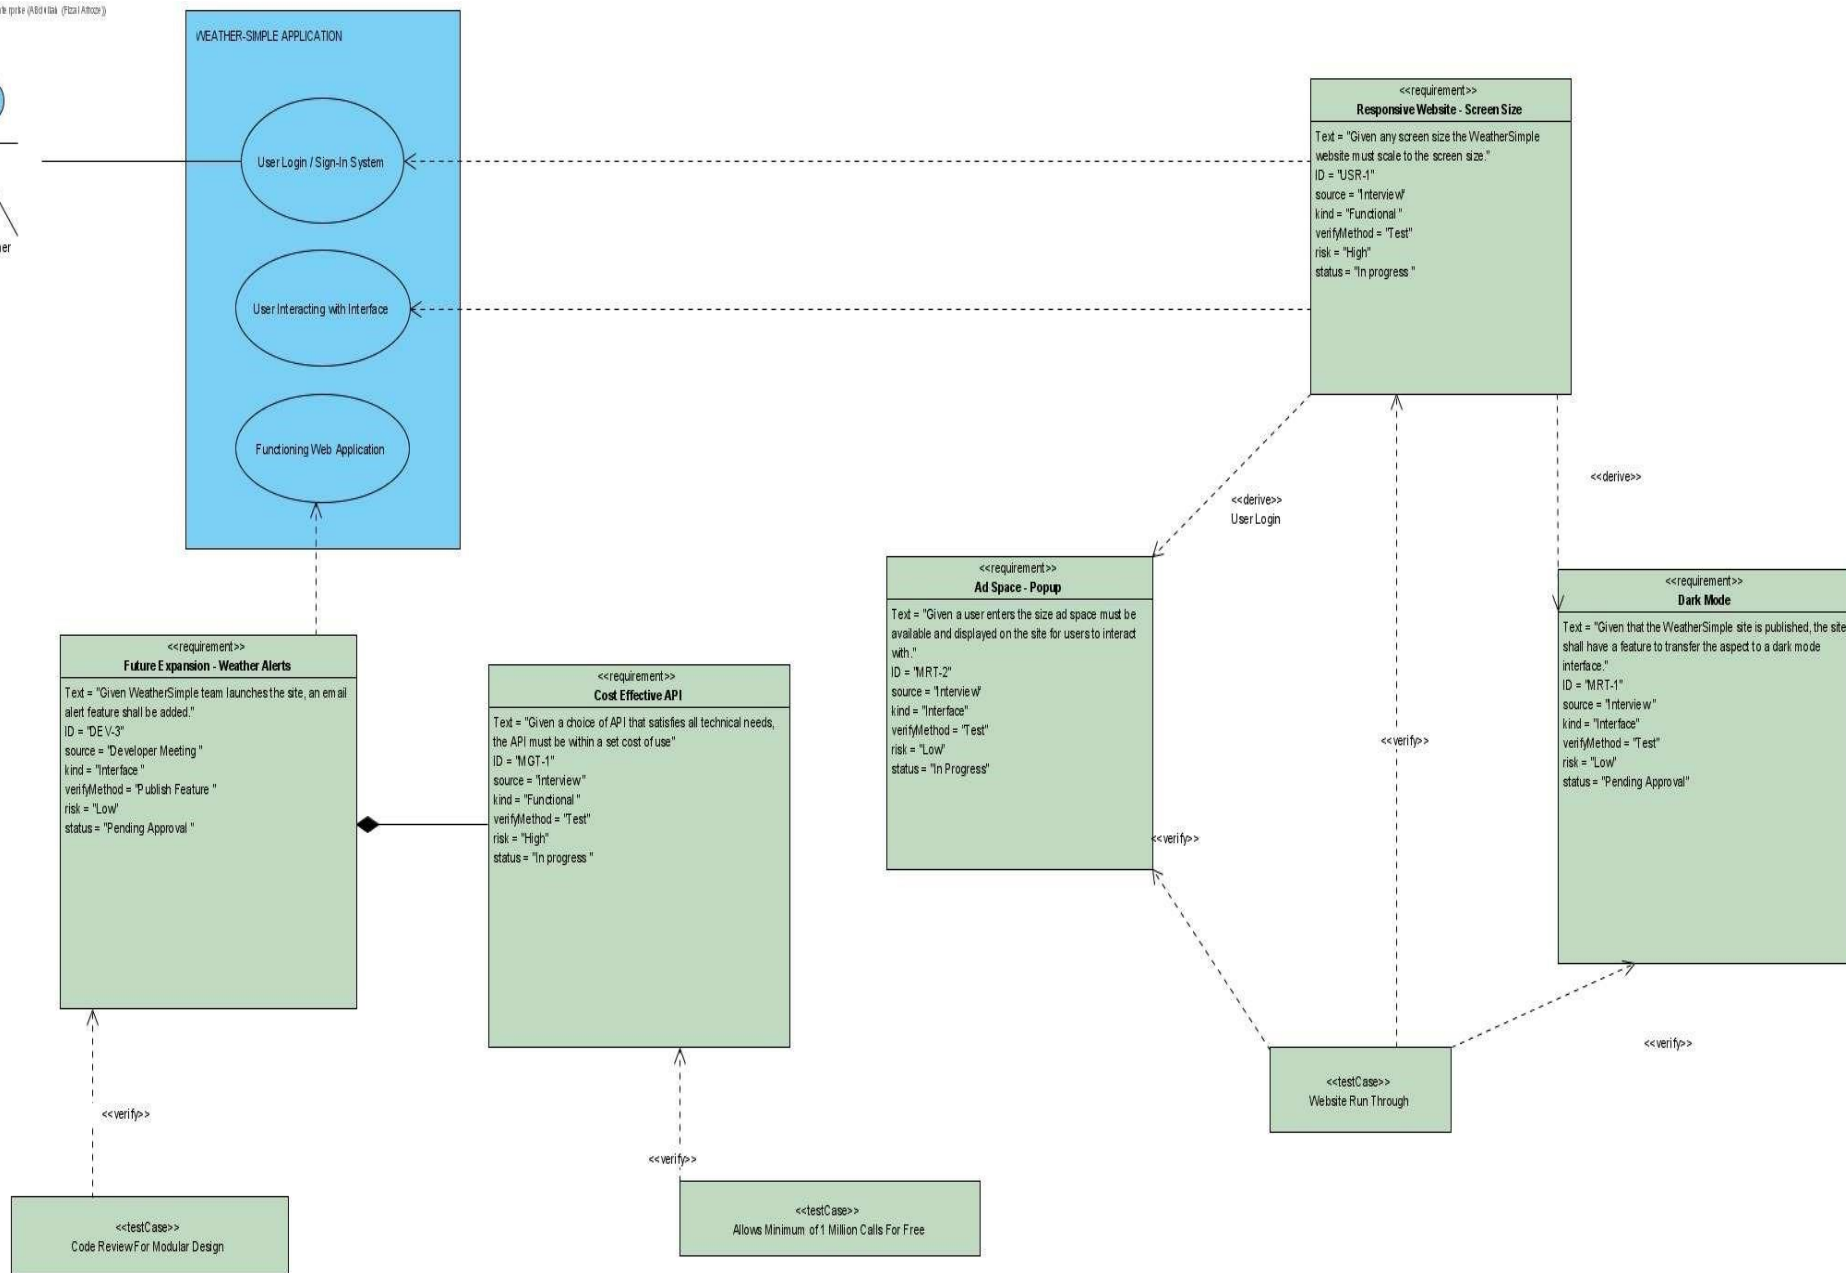 WEATHER-SIMPLE APPLICATION
User Login / Sign-In System
User Interacting with Interface
Functioning Web Application
<<requirement>>
Responsive Website - Screen Size
Text = "Given any screen size the WeatherSimple
website must scale to the screen size."
ID = "USR-1"
source = "Interview"
kind = "Functional "
verifyMethod = "Test"
risk = "High"
status = "In progress "
<<derive>>
User Login
<<derive>>
<<requirement>>
Ad Space - Popup
Text = "Given a user enters the size ad space must be
available and displayed on the site for users to interact
with."
ID = "MRT-2"
source = "Interview"
kind = "Interface"
verifyMethod = "Test"
risk = "Low"
status = "In Progress"
<<requirement>>
Dark Mode
Text = "Given that the WeatherSimple site is published, the site
shall have a feature to transfer the aspect to a dark mode
interface."
ID = "MRT-1"
source = "Interview "
kind = "Interface"
verifyMethod = "Test"
risk = "Low"
status = "Pending Approval"
<<requirement>>
Future Expansion - Weather Alerts
Text = "Given WeatherSimple team launches the site, an email
alert feature shall be added."
ID = "DEV-3"
source = "Developer Meeting "
kind = "Interface "
verifyMethod = "Publish Feature "
risk = "Low"
status = "Pending Approval "
<<requirement>>
Cost Effective API
Text = "Given a choice of API that satisfies all technical needs,
the API must be within a set cost of use"
ID = "MGT-1"
source = "Interview "
kind = "Functional "
verifyMethod = "Test"
risk = "High"
status = "In progress "
<<verify>>
<<verify>>
<<verify>>
<<verify>>
<<verify>>
<<testCase>>
Website Run Through
<<testCase>>
Code Review For Modular Design
<<testCase>>
Allows Minimum of 1 Million Calls For Free